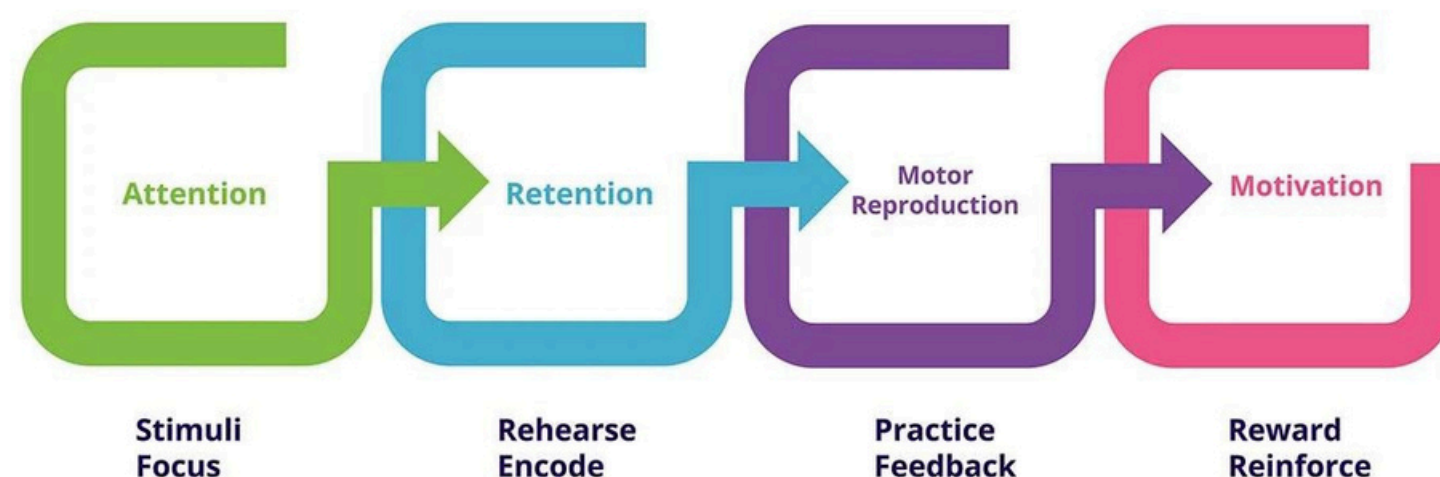 Attention
Retention
Motor
Reproduction
Motivation
Stimuli
Focus
Rehearse
Encode
Practice
Feedback
Reward
Reinforce